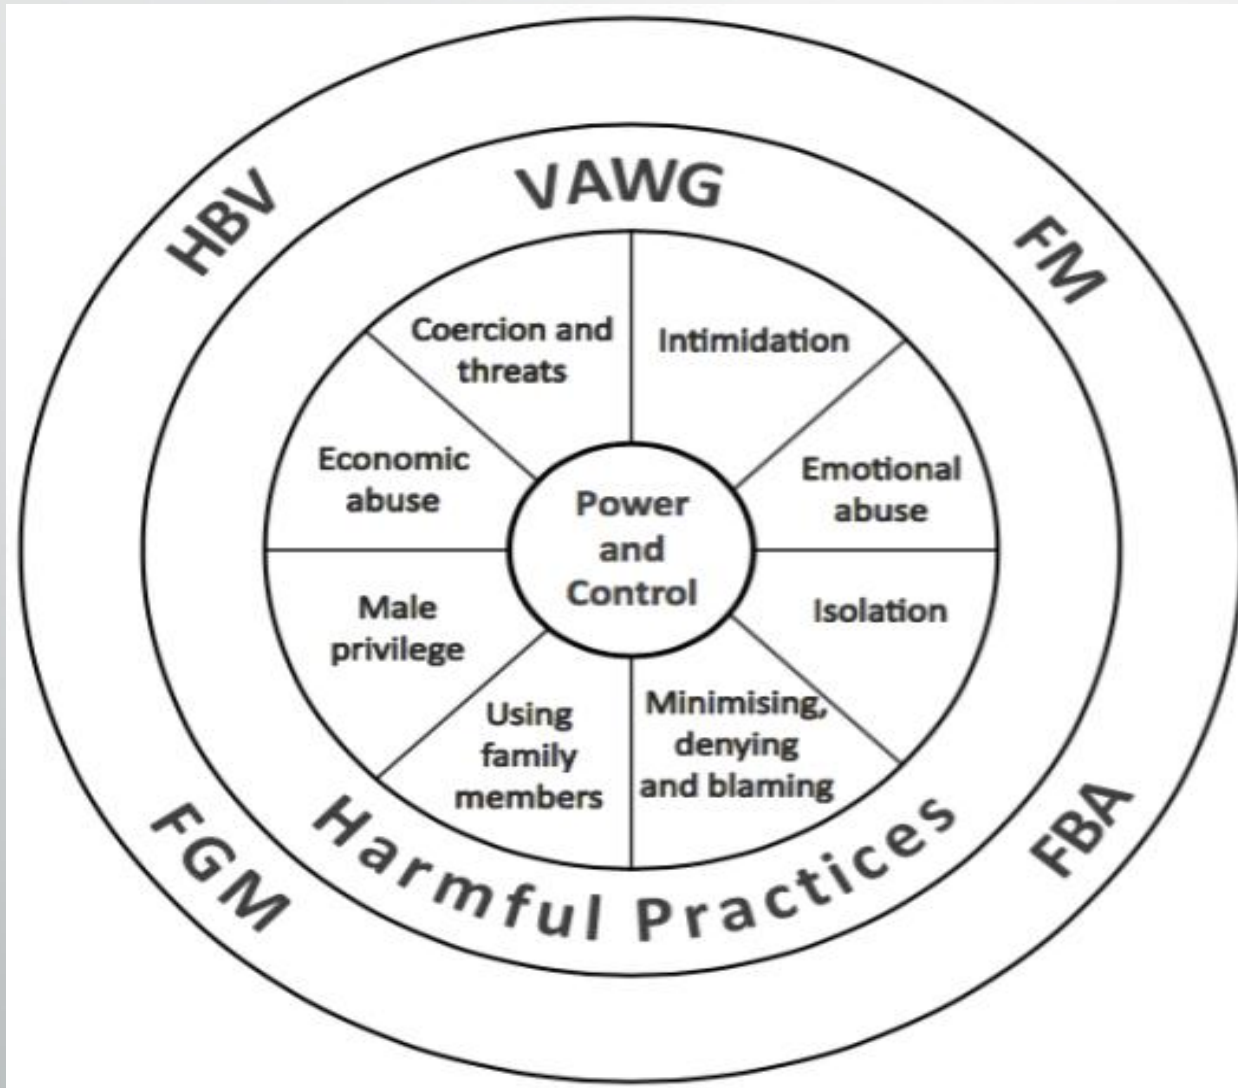 VAWG
HBV
FM
Coercion and
threats
Intimidation
Economic
abuse
Emotional
abuse
Power
and
Control
Male
privilege
Isolation
Using
family
members
Minimising,
denying
and blaming
FGM
FBA
Harmful Practices